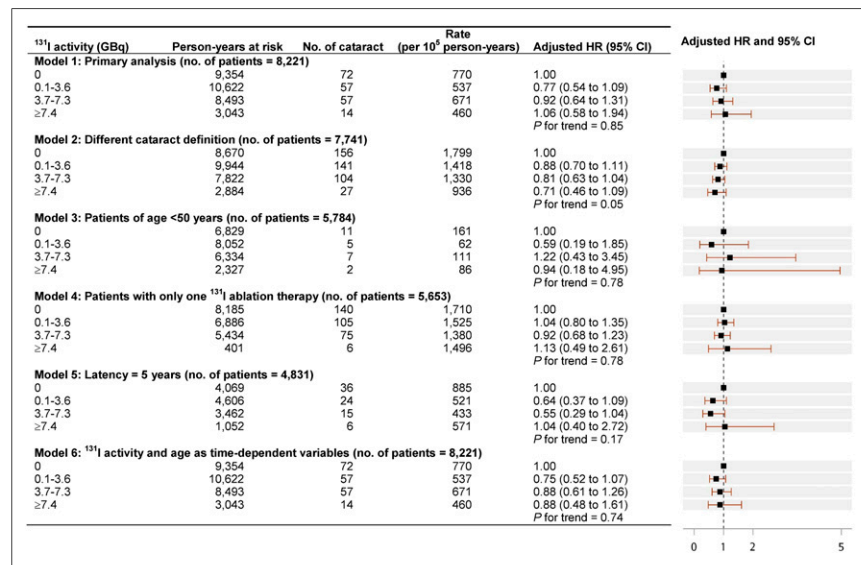 ¹³¹I activity (GBq) Person-years at risk No. of cataract Rate (per 10⁵ person-years) Adjusted HR (95% CI) Adjusted HR and 95% CI
Model 1: Primary analysis (no. of patients = 8,221)
0 9,354 72 770 1.00
0.1-3.6 10,622 57 537 0.77 (0.54 to 1.09)
3.7-7.3 8,493 57 671 0.92 (0.64 to 1.31)
≥7.4 3,043 14 460 1.06 (0.58 to 1.94)
P for trend = 0.85
Model 2: Different cataract definition (no. of patients = 7,741)
0 8,670 156 1,799 1.00
0.1-3.6 9,944 141 1,418 0.88 (0.70 to 1.11)
3.7-7.3 7,822 104 1,330 0.81 (0.63 to 1.04)
≥7.4 2,884 27 936 0.71 (0.46 to 1.09)
P for trend = 0.05
Model 3: Patients of age <50 years (no. of patients = 5,784)
0 6,829 11 161 1.00
0.1-3.6 8,052 5 62 0.59 (0.19 to 1.85)
3.7-7.3 6,334 7 111 1.22 (0.43 to 3.45)
≥7.4 2,327 2 86 0.94 (0.18 to 4.95)
P for trend = 0.78
Model 4: Patients with only one ¹³¹I ablation therapy (no. of patients = 5,653)
0 8,185 140 1,710 1.00
0.1-3.6 6,886 105 1,525 1.04 (0.80 to 1.35)
3.7-7.3 5,434 75 1,380 0.92 (0.68 to 1.23)
≥7.4 401 6 1,496 1.13 (0.49 to 2.61)
P for trend = 0.78
Model 5: Latency = 5 years (no. of patients = 4,831)
0 4,069 36 885 1.00
0.1-3.6 4,606 24 521 0.64 (0.37 to 1.09)
3.7-7.3 3,462 15 433 0.55 (0.29 to 1.04)
≥7.4 1,052 6 571 1.04 (0.40 to 2.72)
P for trend = 0.17
Model 6: ¹³¹I activity and age as time-dependent variables (no. of patients = 8,221)
0 9,354 72 770 1.00
0.1-3.6 10,622 57 537 0.75 (0.52 to 1.07)
3.7-7.3 8,493 57 671 0.88 (0.61 to 1.26)
≥7.4 3,043 14 460 0.88 (0.48 to 1.61)
P for trend = 0.74
0 1 2 5